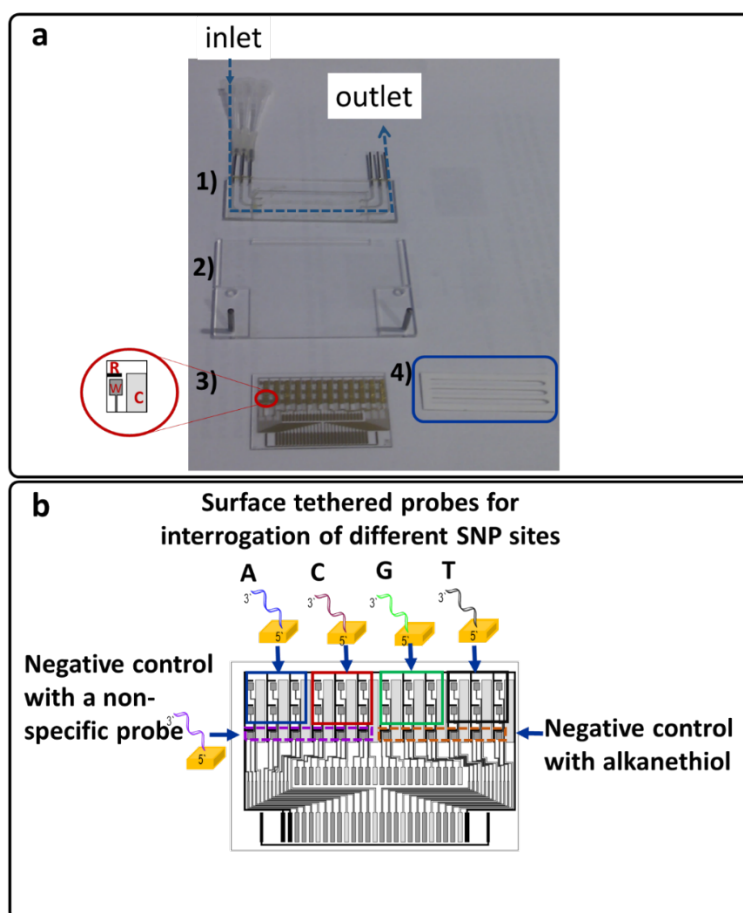 a
inlet
outlet
1)
2)
3)
4)
R
W
C
b
Surface tethered probes for
interrogation of different SNP sites
A
C
G
T
3'
3'
3'
3'
5'
5'
5'
5'
Negative control
with a non-
specific probe
3'
5'
Negative control
with alkanethiol